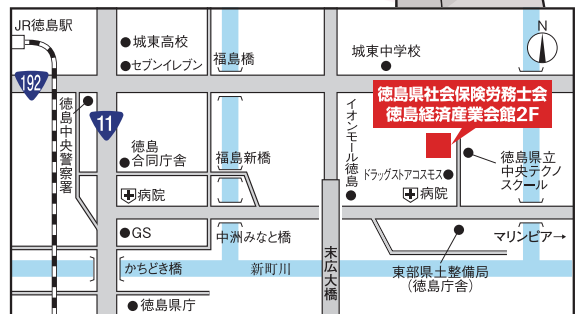 JR徳島駅
192
徳島中央警察署
11
城東高校
セブンイレブン
福島橋
城東中学校
N
徳島県社会保険労務士会
徳島経済産業会館2F
徳島
合同庁舎
福島新橋
イオンモール徳島
ドラッグストアコスモス
徳島県立
中央テクノ
スクール
病院
病院
GS
中洲みなと橋
マリンピア→
かちどき橋
新町川
末広大橋
東部県土整備局
(徳島庁舎)
徳島県庁